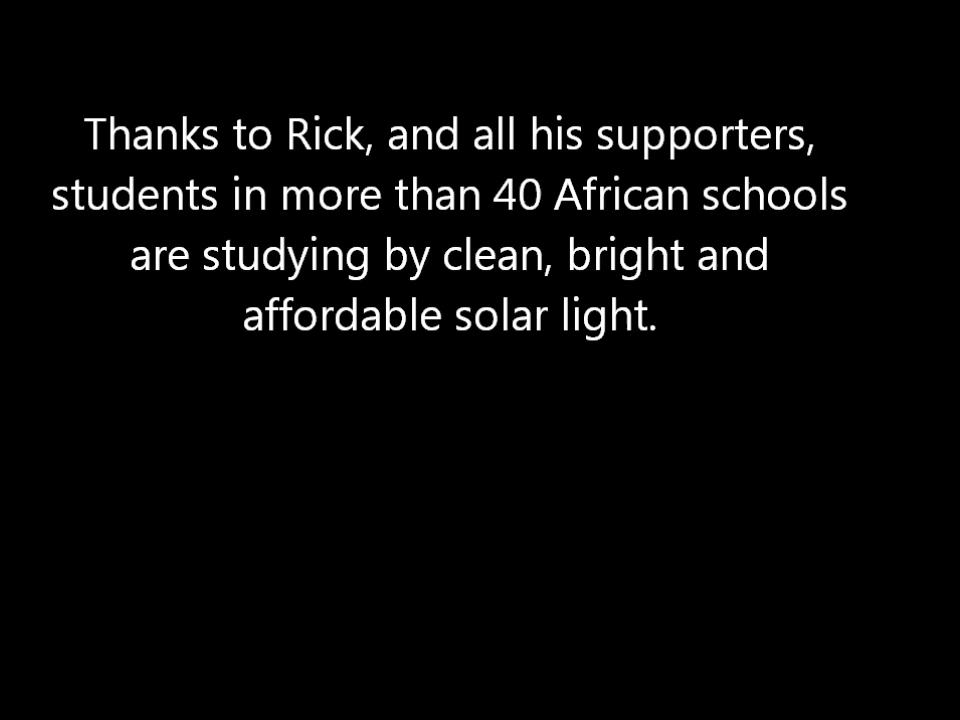 Thanks to Rick, and all his supporters,
students in more than 40 African schools
are studying by clean, bright and
affordable solar light.